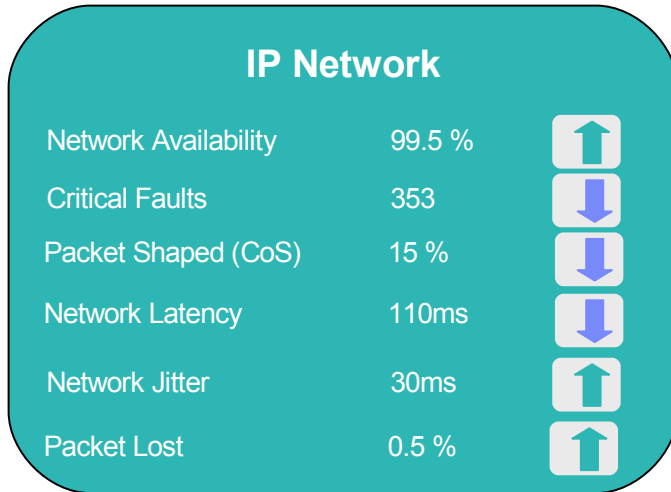 IP Network
Network Availability 99.5 %
Critical Faults 353
Packet Shaped (CoS) 15 %
Network Latency 110ms
Network Jitter 30ms
Packet Lost 0.5 %